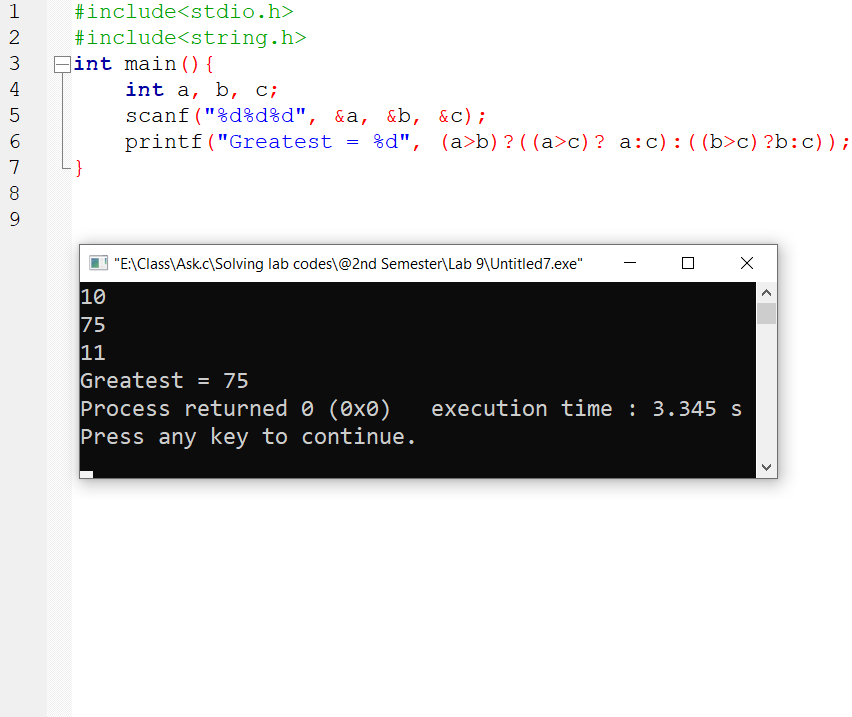 1 #include<stdio.h>
2 #include<string.h>
3 int main(){
4     int a, b, c;
5     scanf("%d%d%d", &a, &b, &c);
6     printf("Greatest = %d", (a>b)?((a>c)? a:c):((b>c)?b:c));
7 }
8
9
"E:\Class\Ask.c\Solving lab codes\@2nd Semester\Lab 9\Untitled7.exe"
10
75
11
Greatest = 75
Process returned 0 (0x0)   execution time : 3.345 s
Press any key to continue.